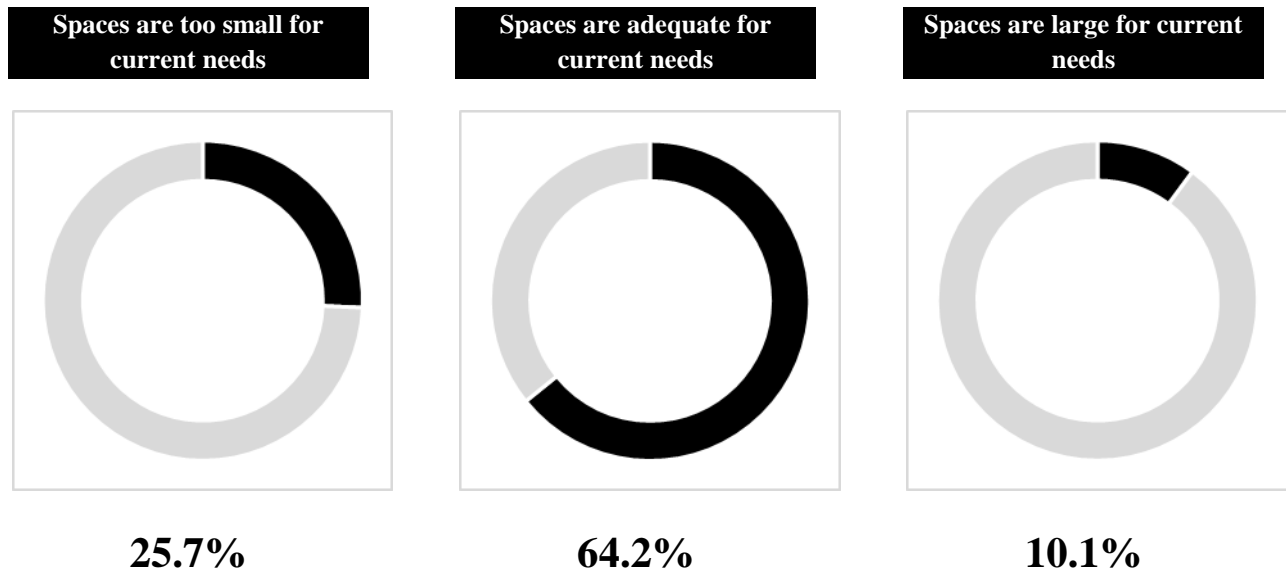 Spaces are too small for
current needs
Spaces are adequate for
current needs
Spaces are large for current
needs
25.7%
64.2%
10.1%